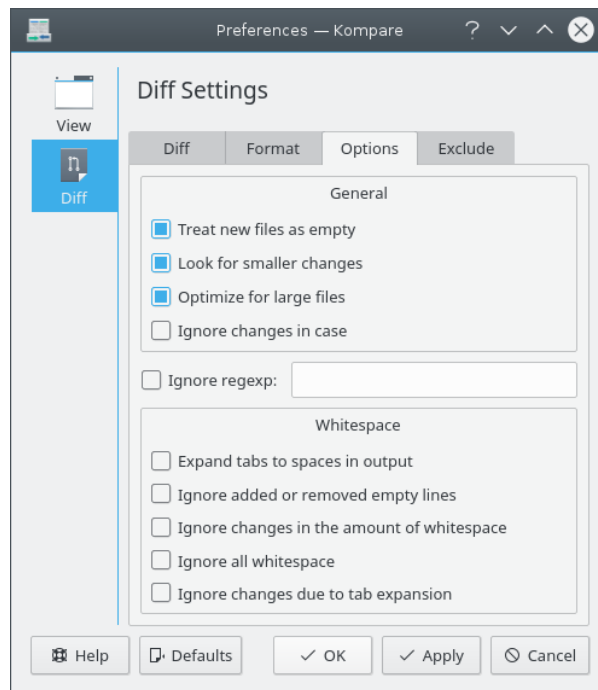 Preferences — Kompare
View
Diff
Diff Settings
Diff Format Options Exclude
General
Treat new files as empty
Look for smaller changes
Optimize for large files
Ignore changes in case
Ignore regexp:
Whitespace
Expand tabs to spaces in output
Ignore added or removed empty lines
Ignore changes in the amount of whitespace
Ignore all whitespace
Ignore changes due to tab expansion
Help Defaults OK Apply Cancel